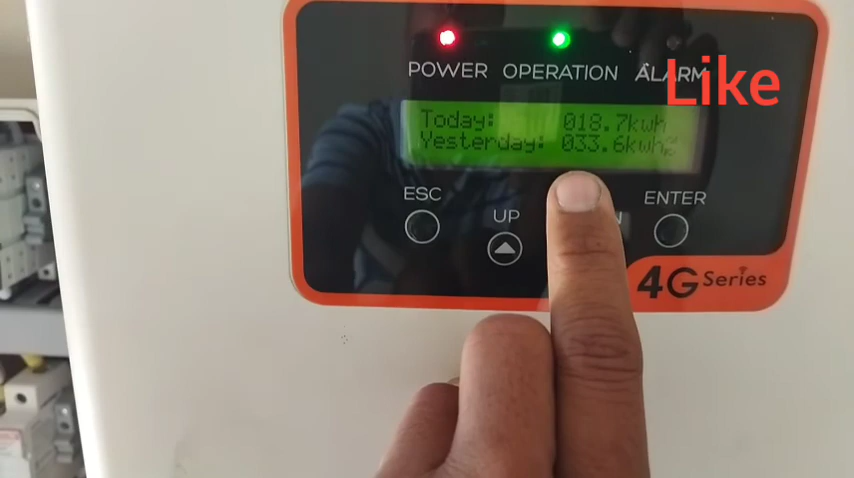 POWER OPERATION ALARM
Like
Today: 018.7kwh
Yesterday: 033.6kwh
ESC
UP
N
ENTER
4G Series